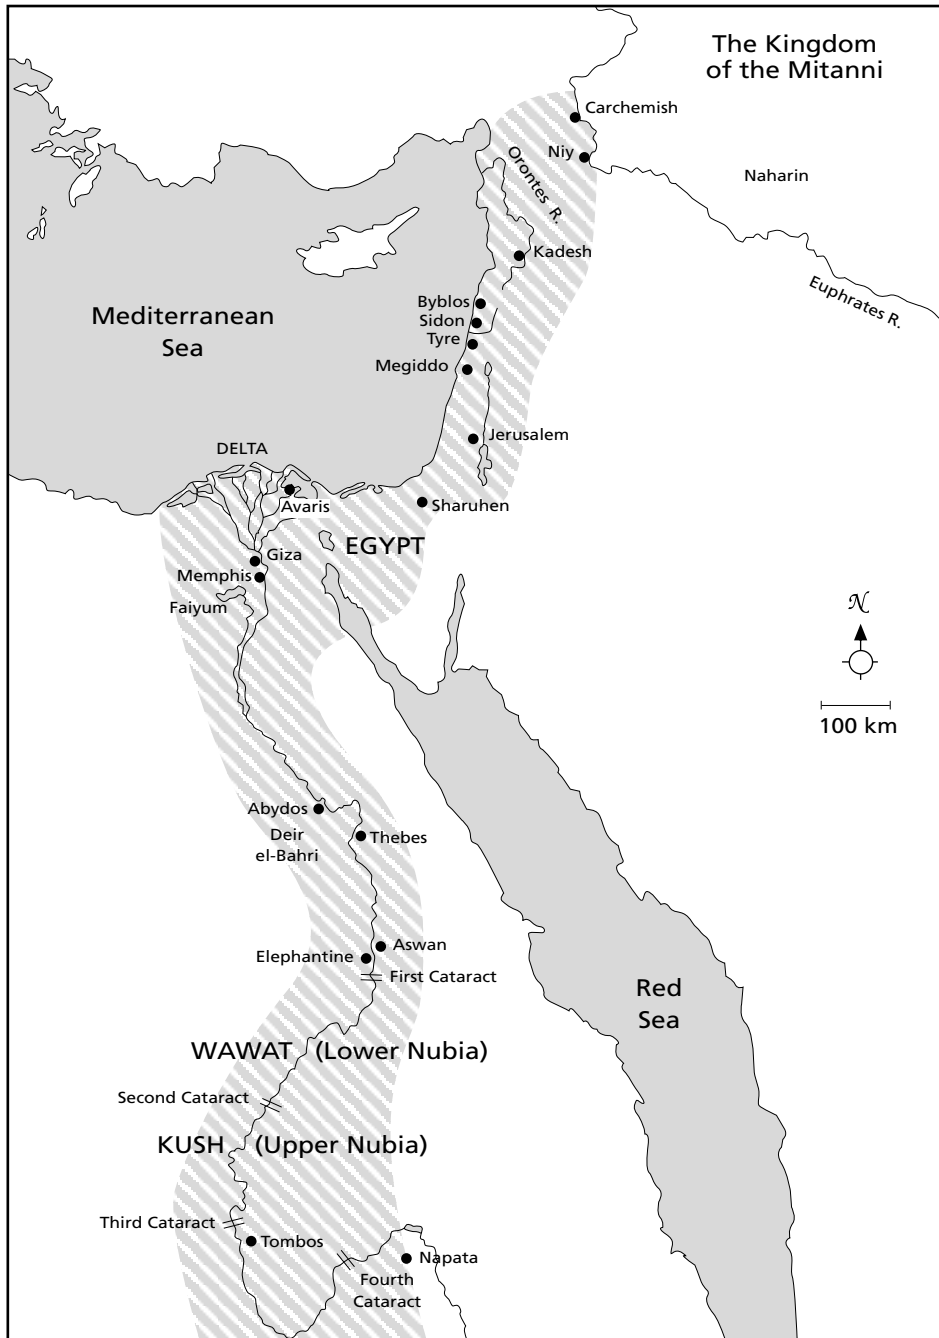 The Kingdom
of the Mitanni
Carchemish
Niy
Orontes R.
Naharin
Kadesh
Euphrates R.
Byblos
Sidon
Tyre
Mediterranean
Sea
Megiddo
Jerusalem
DELTA
Avaris
Sharuhen
EGYPT
Giza
Memphis
Faiyum
N
100 km
Abydos
Deir
el-Bahri
Thebes
Aswan
Elephantine
First Cataract
Red
Sea
WAWAT (Lower Nubia)
Second Cataract
KUSH (Upper Nubia)
Third Cataract
Tombos
Napata
Fourth
Cataract